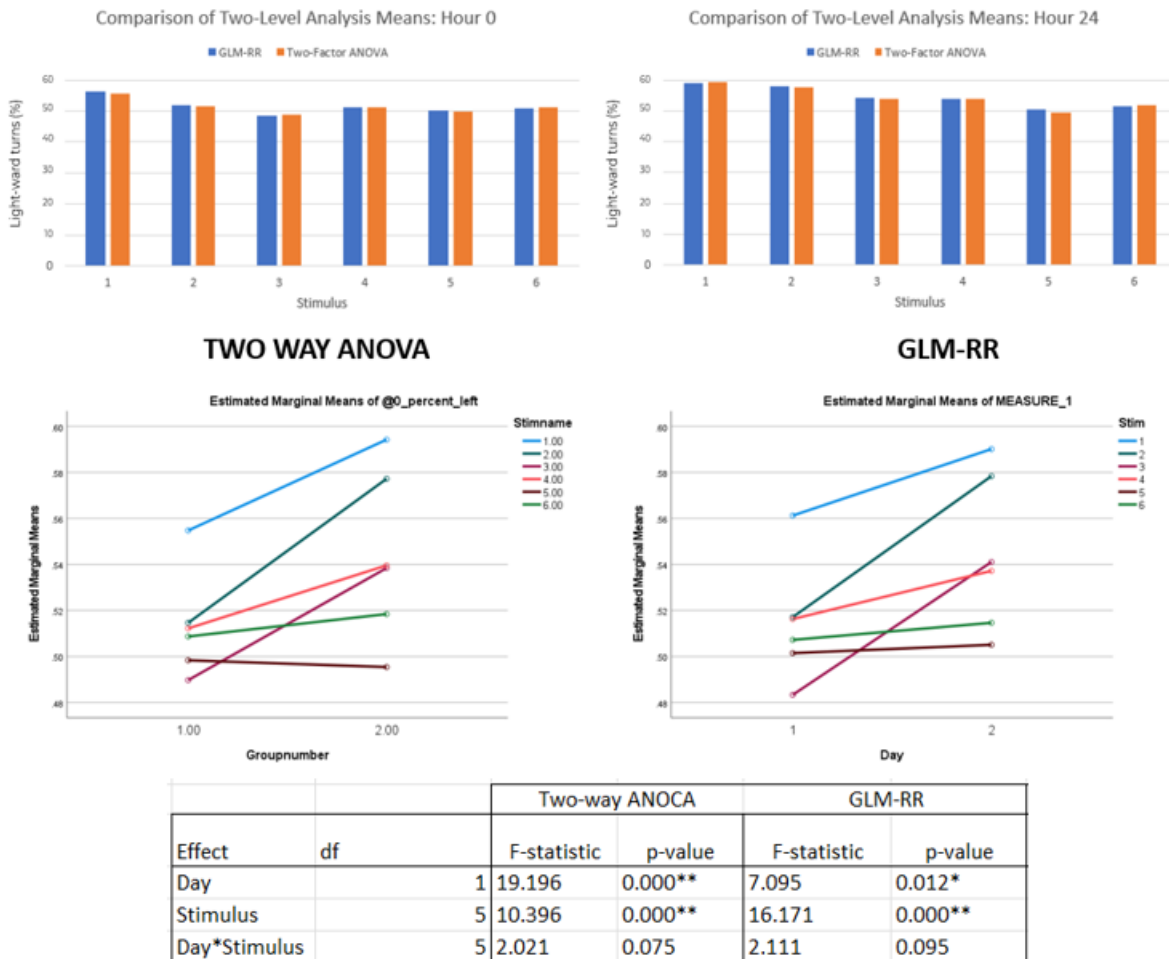 Comparison of Two-Level Analysis Means: Hour 0
GLM-RR Two-Factor ANOVA
Light-ward turns (%)
60
50
40
30
20
10
0
1 2 3 4 5 6
Stimulus
Comparison of Two-Level Analysis Means: Hour 24
GLM-RR Two-Factor ANOVA
Light-ward turns (%)
60
50
40
30
20
10
0
1 2 3 4 5 6
Stimulus
TWO WAY ANOVA
Estimated Marginal Means of @0_percent_left
Estimated Marginal Means
.60
.58
.56
.54
.52
.50
.48
1.00 2.00
Groupnumber
Stimname
1.00
2.00
3.00
4.00
5.00
6.00
GLM-RR
Estimated Marginal Means of MEASURE_1
Estimated Marginal Means
.60
.58
.56
.54
.52
.50
.48
1 2
Day
Stim
1
2
3
4
5
6
Two-way ANOCA GLM-RR
Effect df F-statistic p-value F-statistic p-value
Day 1 19.196 0.000** 7.095 0.012*
Stimulus 5 10.396 0.000** 16.171 0.000**
Day*Stimulus 5 2.021 0.075 2.111 0.095